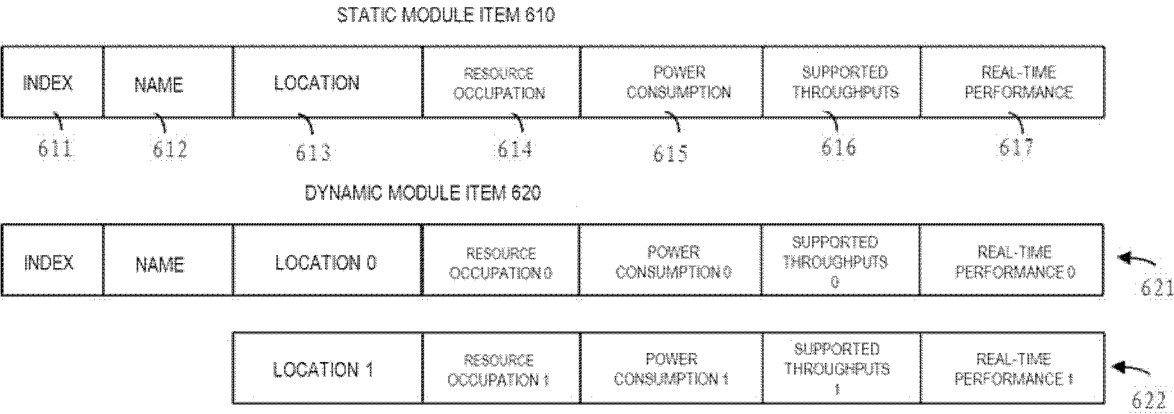 STATIC MODULE ITEM 610
INDEX
NAME
LOCATION
RESOURCE
OCCUPATION
POWER
CONSUMPTION
SUPPORTED
THROUGHPUTS
REAL-TIME
PERFORMANCE
611
612
613
614
615
616
617
DYNAMIC MODULE ITEM 620
INDEX
NAME
LOCATION 0
RESOURCE
OCCUPATION 0
POWER
CONSUMPTION 0
SUPPORTED
THROUGHPUTS
0
REAL-TIME
PERFORMANCE 0
621
LOCATION 1
RESOURCE
OCCUPATION 1
POWER
CONSUMPTION 1
SUPPORTED
THROUGHPUTS
1
REAL-TIME
PERFORMANCE 1
622